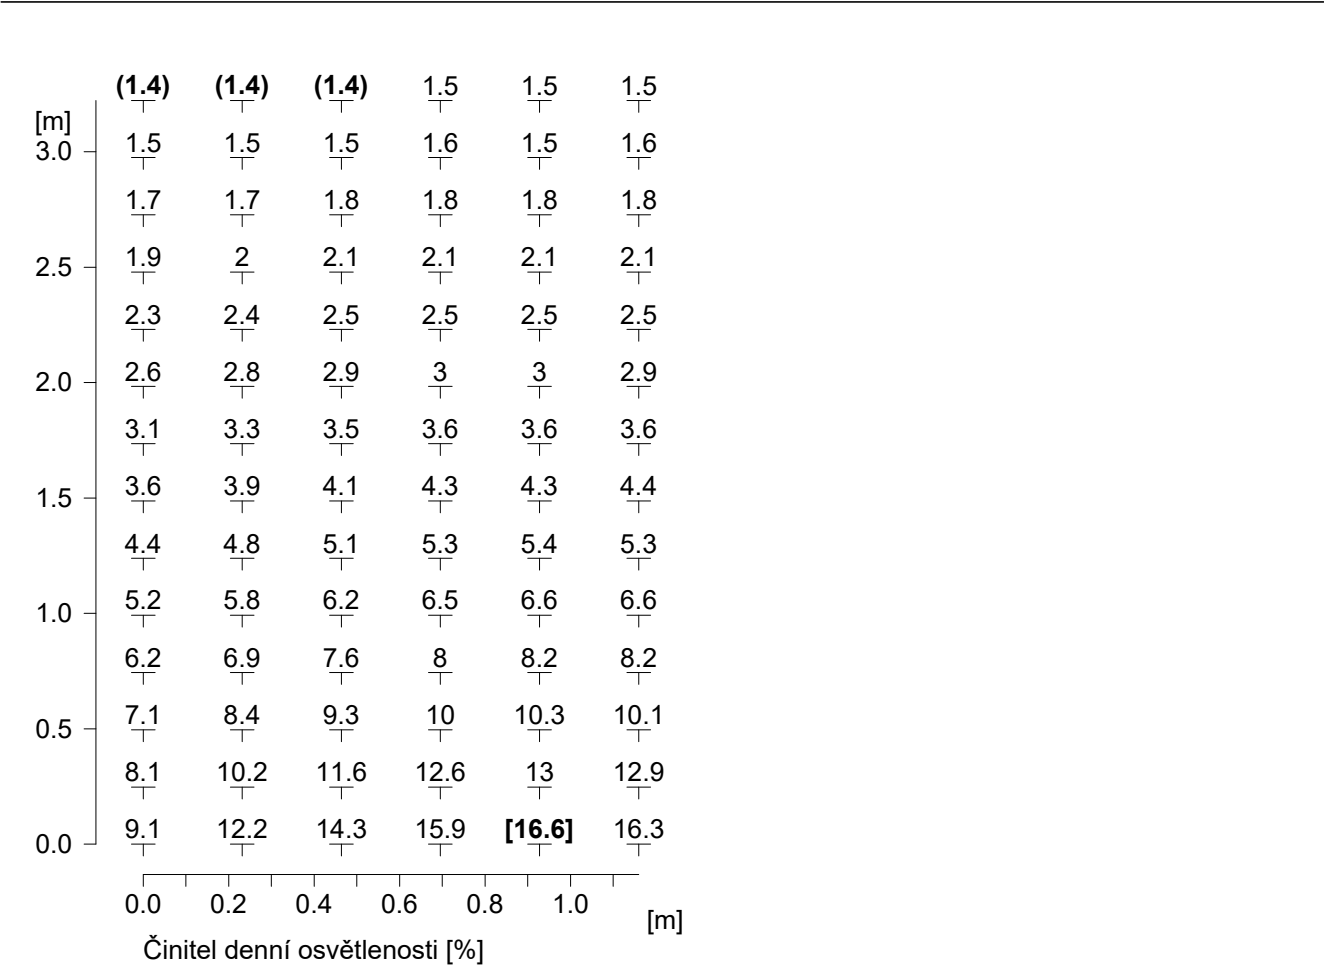 (1.4) (1.4) (1.4) 1.5 1.5 1.5
[m]
3.0 1.5 1.5 1.5 1.6 1.5 1.6
1.7 1.7 1.8 1.8 1.8 1.8
2.5 1.9 2 2.1 2.1 2.1 2.1
2.3 2.4 2.5 2.5 2.5 2.5
2.0 2.6 2.8 2.9 3 3 2.9
3.1 3.3 3.5 3.6 3.6 3.6
1.5 3.6 3.9 4.1 4.3 4.3 4.4
4.4 4.8 5.1 5.3 5.4 5.3
1.0 5.2 5.8 6.2 6.5 6.6 6.6
6.2 6.9 7.6 8 8.2 8.2
0.5 7.1 8.4 9.3 10 10.3 10.1
8.1 10.2 11.6 12.6 13 12.9
0.0 9.1 12.2 14.3 15.9 [16.6] 16.3
0.0 0.2 0.4 0.6 0.8 1.0
[m]
Činitel denní osvětlenosti [%]